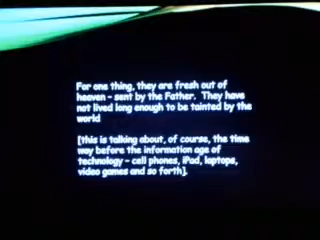 For one thing, they are fresh out of
heaven - sent by the Father. They have
not lived long enough to be tainted by the
world
[this is talking about, of course, the time
way before the information age of
technology - cell phones, iPad, laptops,
video games and so forth].